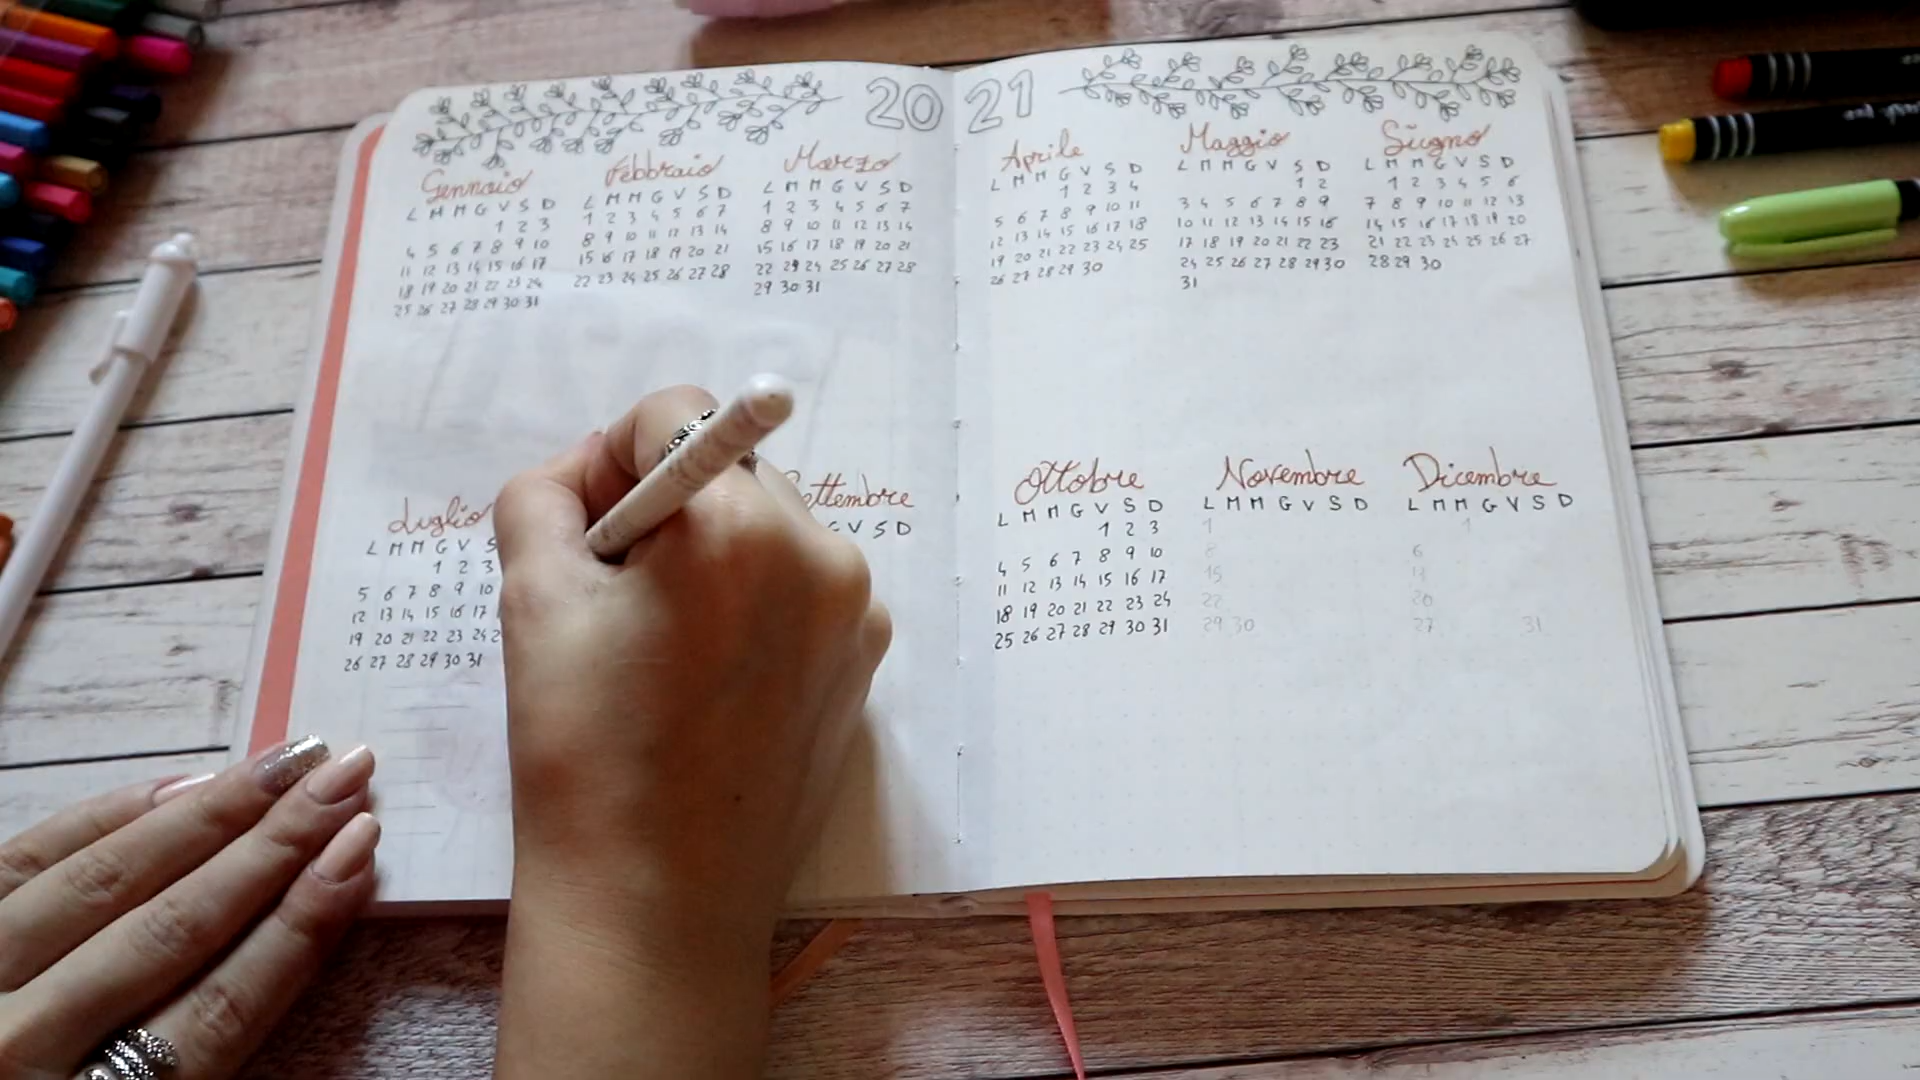 20 21
Gennaio
L M M G V S D
1 2 3
4 5 6 7 8 9 10
11 12 13 14 15 16 17
18 19 20 21 22 23 24
25 26 27 28 29 30 31
Febbraio
L M M G V S D
1 2 3 4 5 6 7
8 9 10 11 12 13 14
15 16 17 18 19 20 21
22 23 24 25 26 27 28
Marzo
L M M G V S D
1 2 3 4 5 6 7
8 9 10 11 12 13 14
15 16 17 18 19 20 21
22 23 24 25 26 27 28
29 30 31
Aprile
L M M G V S D
1 2 3 4
5 6 7 8 9 10 11
12 13 14 15 16 17 18
19 20 21 22 23 24 25
26 27 28 29 30
Maggio
L M M G V S D
1 2
3 4 5 6 7 8 9
10 11 12 13 14 15 16
17 18 19 20 21 22 23
24 25 26 27 28 29 30
31
Giugno
L M M G V S D
1 2 3 4 5 6
7 8 9 10 11 12 13
14 15 16 17 18 19 20
21 22 23 24 25 26 27
28 29 30
Luglio
L M M G V S
1 2 3
5 6 7 8 9 10
12 13 14 15 16 17
19 20 21 22 23 24
26 27 28 29 30 31
Settembre
G V S D
Ottobre
L M M G V S D
1 2 3
4 5 6 7 8 9 10
11 12 13 14 15 16 17
18 19 20 21 22 23 24
25 26 27 28 29 30 31
Novembre
L M M G V S D
1
8
15
22
29 30
Dicembre
L M M G V S D
1
6
13
20
27 31